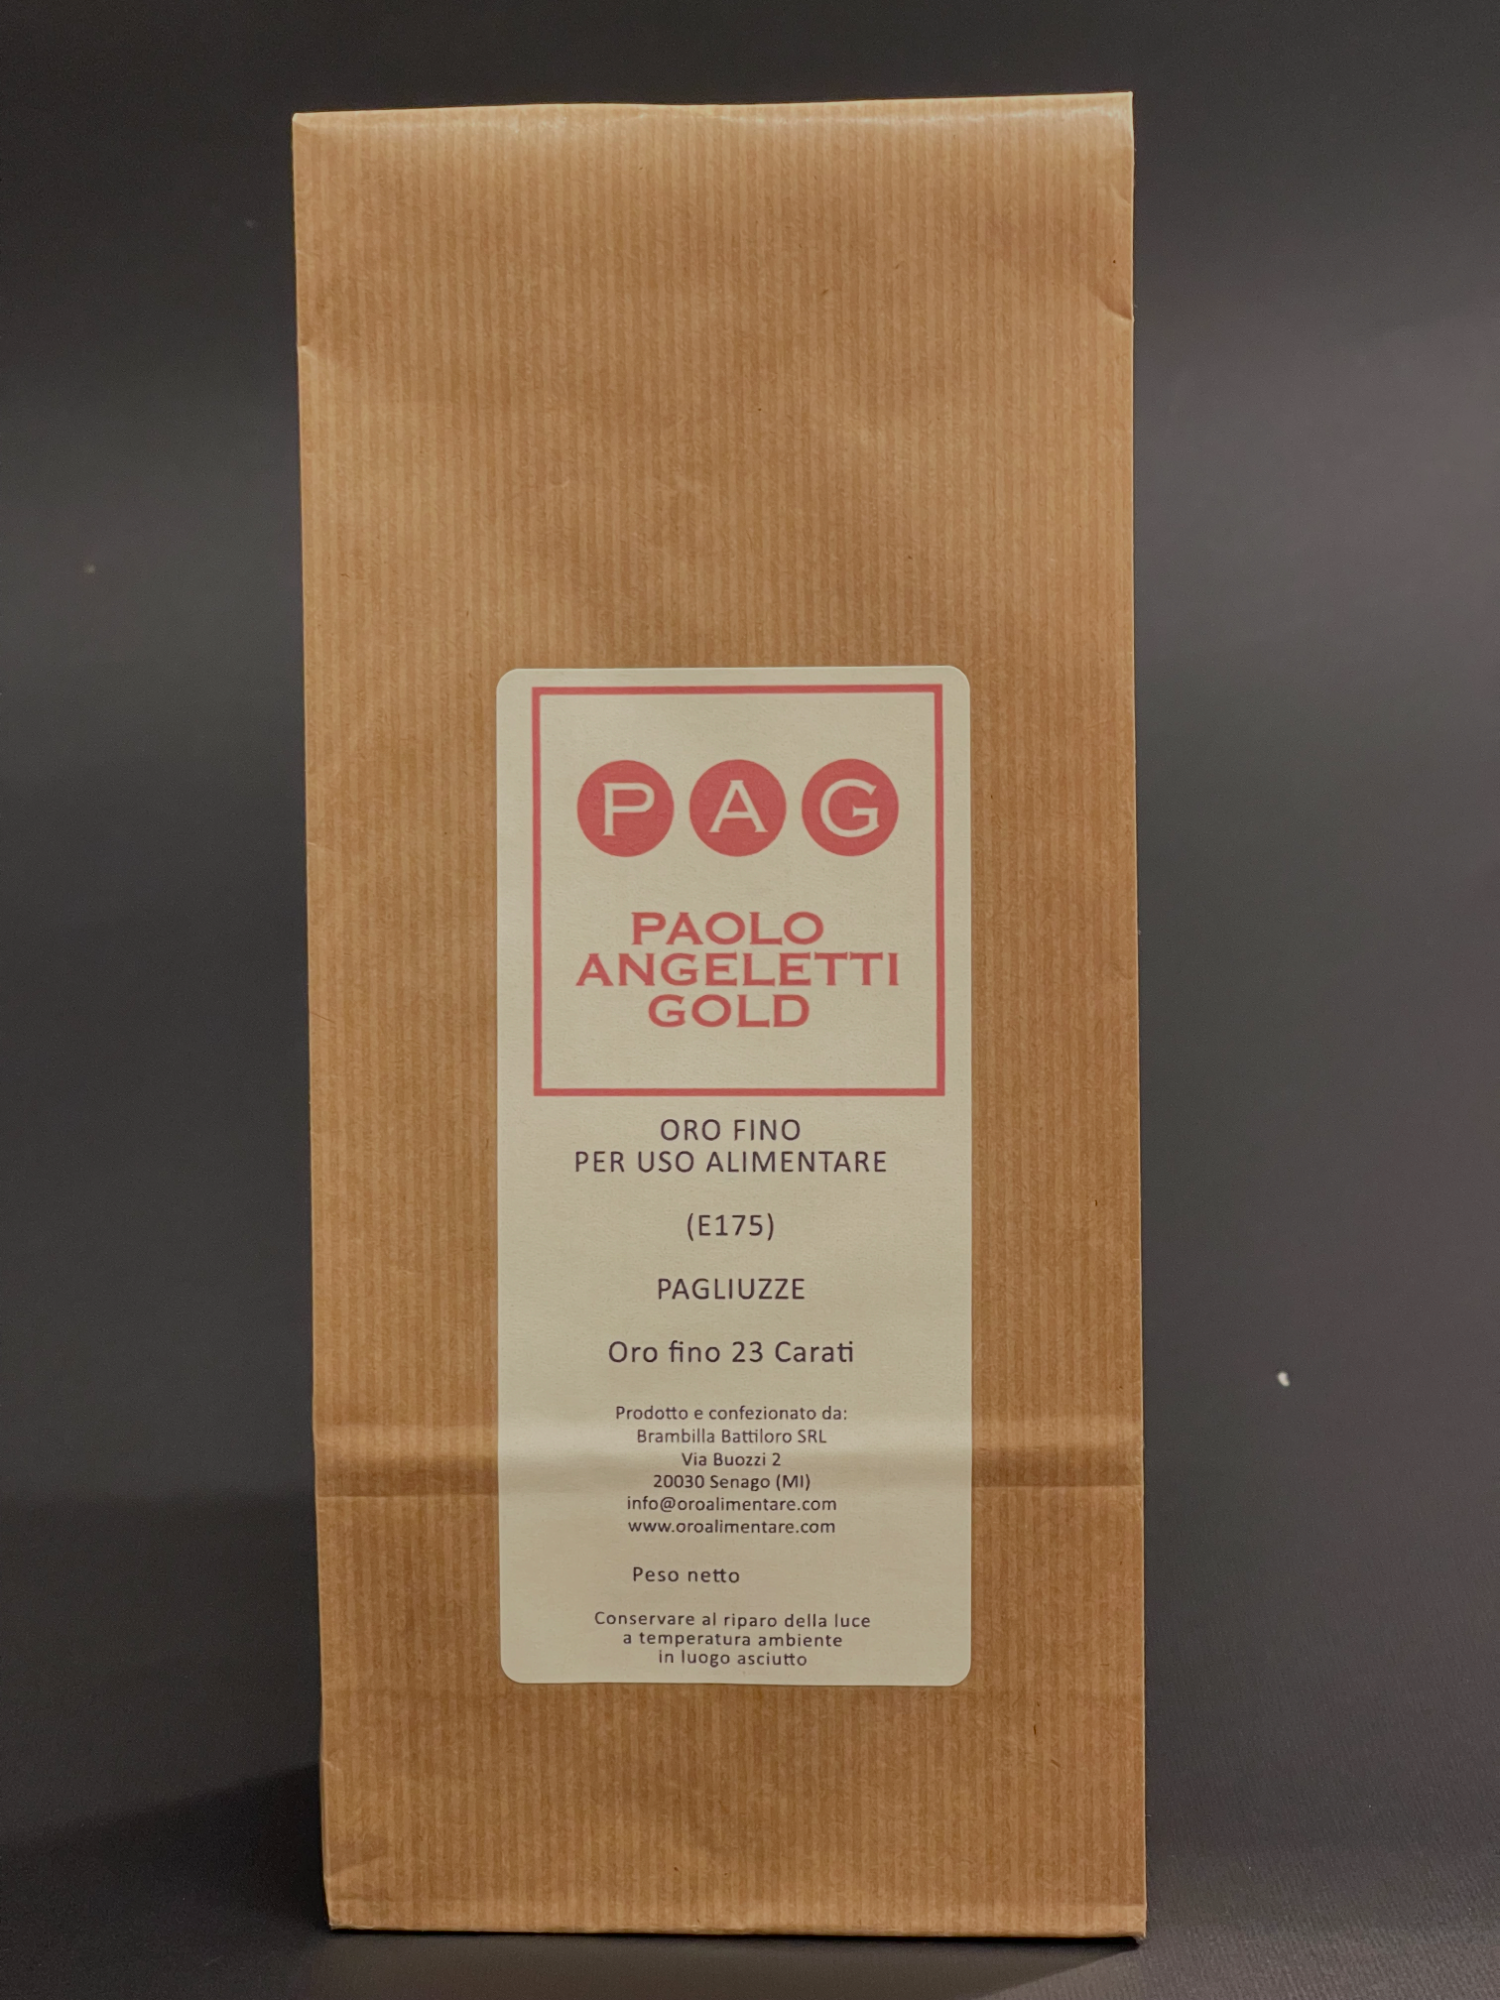 P A G
PAOLO
ANGELETTI
GOLD
ORO FINO
PER USO ALIMENTARE
(E175)
PAGLIUZZE
Oro fino 23 Carati
Prodotto e confezionato da:
Brambilla Battiloro SRL
Via Buozzi 2
20030 Senago (MI)
info@oroalimentare.com
www.oroalimentare.com
Peso netto
Conservare al riparo della luce
a temperatura ambiente
in luogo asciutto